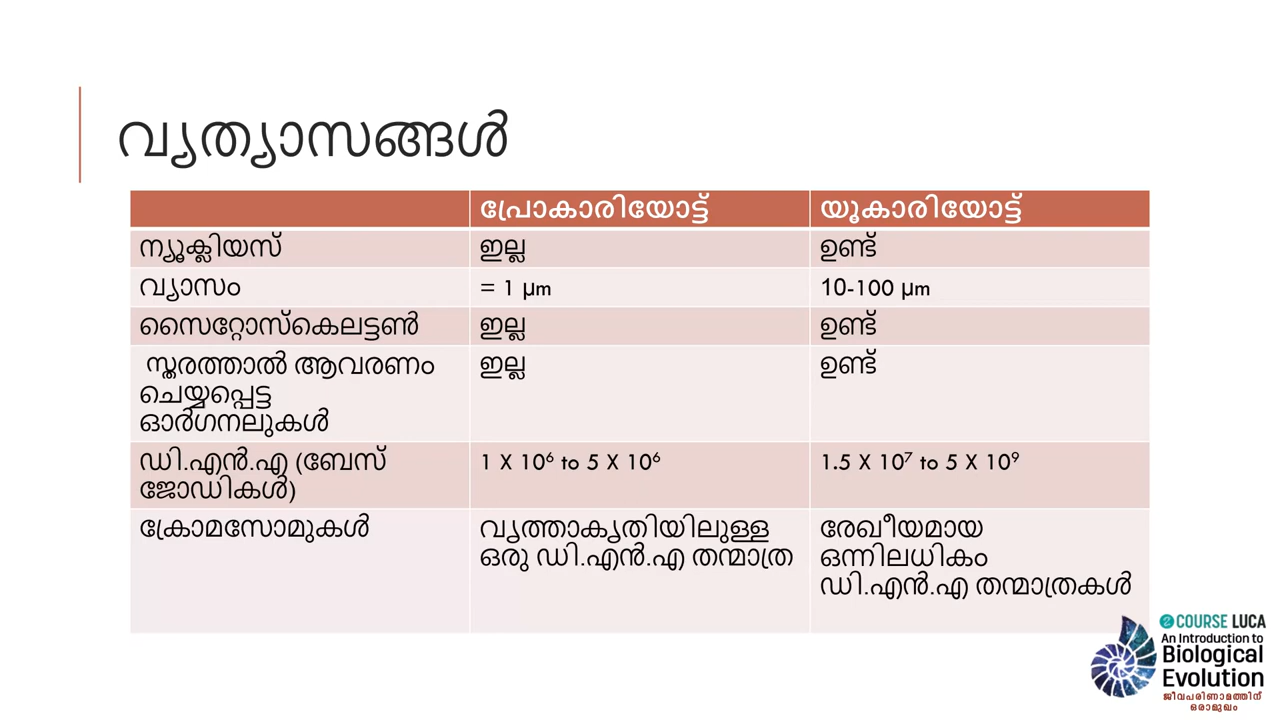 വ്യത്യാസങ്ങൾ
പ്രോകാരിയോട്ട് യൂകാരിയോട്ട്
ന്യൂക്ലിയസ് ഇല്ല ഉണ്ട്
വ്യാസം = 1 µm 10-100 µm
സൈറ്റോസ്കെലട്ടൺ ഇല്ല ഉണ്ട്
സ്തരത്താൽ ആവരണം ഇല്ല ഉണ്ട്
ചെയ്യപ്പെട്ട
ഓർഗനലുകൾ
ഡി.എൻ.എ (ബേസ് 1 X 10⁶ to 5 X 10⁶ 1.5 X 10⁷ to 5 X 10⁹
ജോഡികൾ)
ക്രോമസോമുകൾ വൃത്താകൃതിയിലുള്ള രേഖീയമായ
ഒരു ഡി.എൻ.എ തന്മാത്ര ഒന്നിലധികം
ഡി.എൻ.എ തന്മാത്രകൾ
2 COURSE LUCA
An Introduction to
Biological
Evolution
ജീവപരിണാമത്തിന്
ഒരാമുഖം